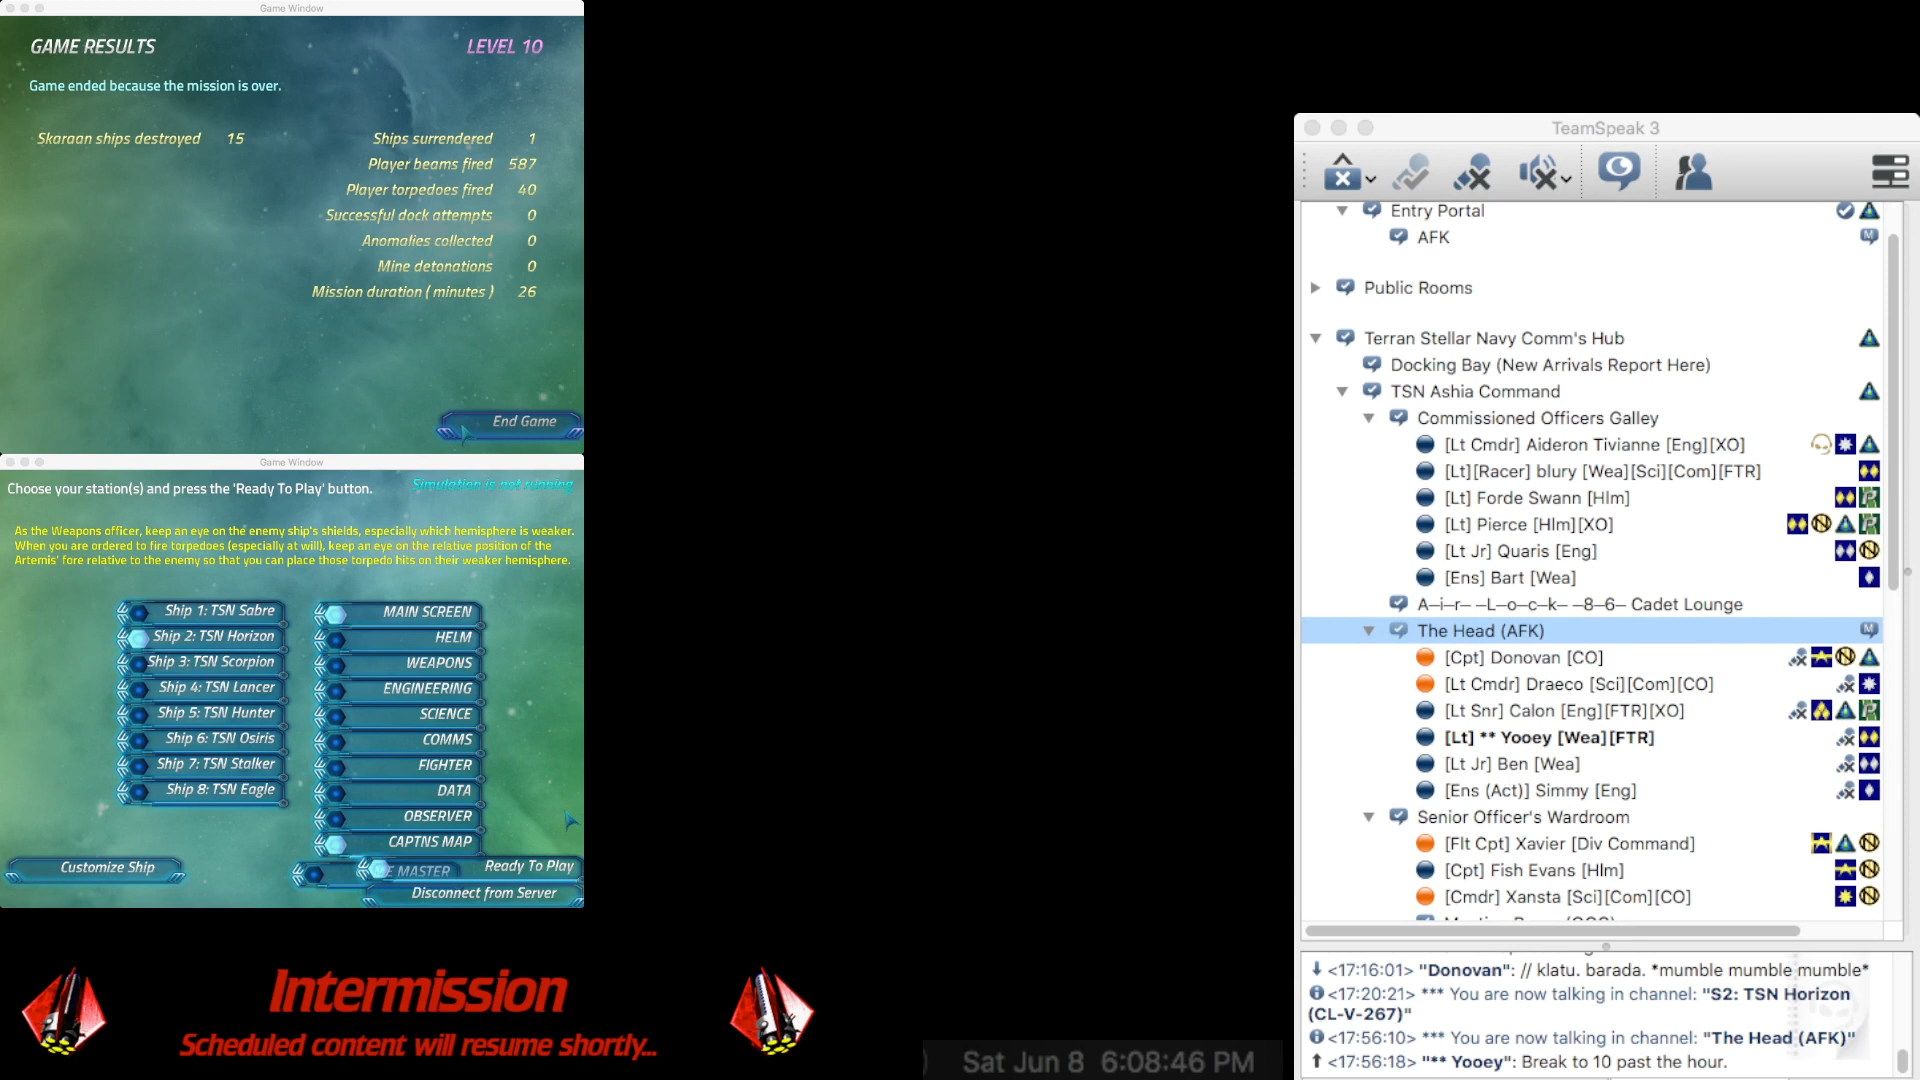 Game Window
GAME RESULTS
LEVEL 10
Game ended because the mission is over.
Skaraan ships destroyed 15
Ships surrendered 1
Player beams fired 587
Player torpedoes fired 40
Successful dock attempts 0
Anomalies collected 0
Mine detonations 0
Mission duration ( minutes ) 26
End Game
Game Window
Choose your station(s) and press the 'Ready To Play' button.
Simulation is not running
As the Weapons officer, keep an eye on the enemy ship's shields, especially which hemisphere is weaker.
When you are ordered to fire torpedoes (especially at will), keep an eye on the relative position of the
Artemis' fore relative to the enemy so that you can place those torpedo hits on their weaker hemisphere.
Ship 1: TSN Sabre
Ship 2: TSN Horizon
Ship 3: TSN Scorpion
Ship 4: TSN Lancer
Ship 5: TSN Hunter
Ship 6: TSN Osiris
Ship 7: TSN Stalker
Ship 8: TSN Eagle
MAIN SCREEN
HELM
WEAPONS
ENGINEERING
SCIENCE
COMMS
FIGHTER
DATA
OBSERVER
CAPTNS MAP
MASTER
Customize Ship
Ready To Play
Disconnect from Server
Intermission
Scheduled content will resume shortly...
Sat Jun 8 6:08:46 PM
TeamSpeak 3
Entry Portal
AFK
Public Rooms
Terran Stellar Navy Comm's Hub
Docking Bay (New Arrivals Report Here)
TSN Ashia Command
Commissioned Officers Galley
[Lt Cmdr] Aideron Tivianne [Eng][XO]
[Lt][Racer] blury [Wea][Sci][Com][FTR]
[Lt] Forde Swann [Hlm]
[Lt] Pierce [Hlm][XO]
[Lt Jr] Quaris [Eng]
[Ens] Bart [Wea]
A–i–r– –L–o–c–k– –8–6– Cadet Lounge
The Head (AFK)
[Cpt] Donovan [CO]
[Lt Cmdr] Draeco [Sci][Com][CO]
[Lt Snr] Calon [Eng][FTR][XO]
[Lt] ** Yooey [Wea][FTR]
[Lt Jr] Ben [Wea]
[Ens (Act)] Simmy [Eng]
Senior Officer's Wardroom
[Flt Cpt] Xavier [Div Command]
[Cpt] Fish Evans [Hlm]
[Cmdr] Xansta [Sci][Com][CO]
<17:16:01> "Donovan": // klatu. barada. *mumble mumble mumble*
<17:20:21> *** You are now talking in channel: "S2: TSN Horizon
(CL-V-267)"
<17:56:10> *** You are now talking in channel: "The Head (AFK)"
<17:56:18> "** Yooey": Break to 10 past the hour.